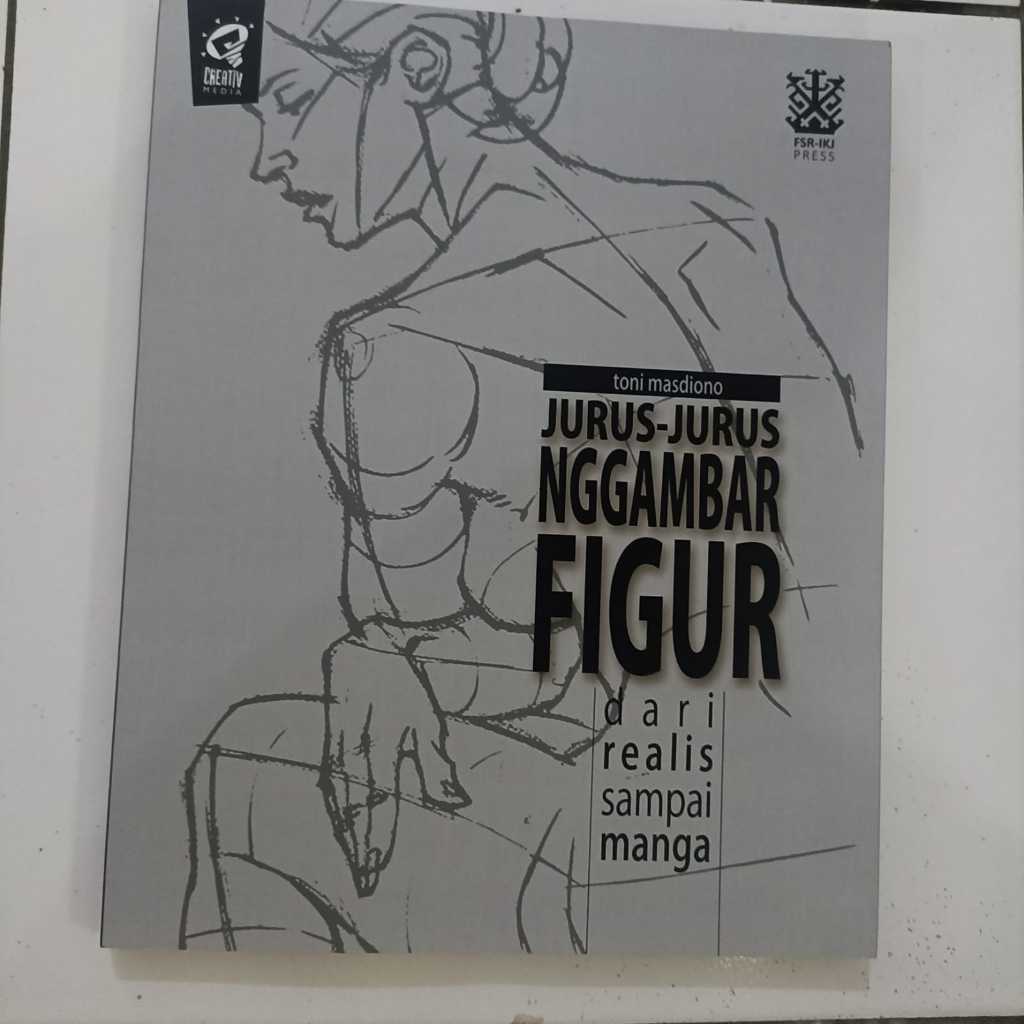 CREATIV
MEDIA
FSR-IKJ
PRESS
toni masdiono
JURUS-JURUS
NGGAMBAR
FIGUR
dari
realis
sampai
manga